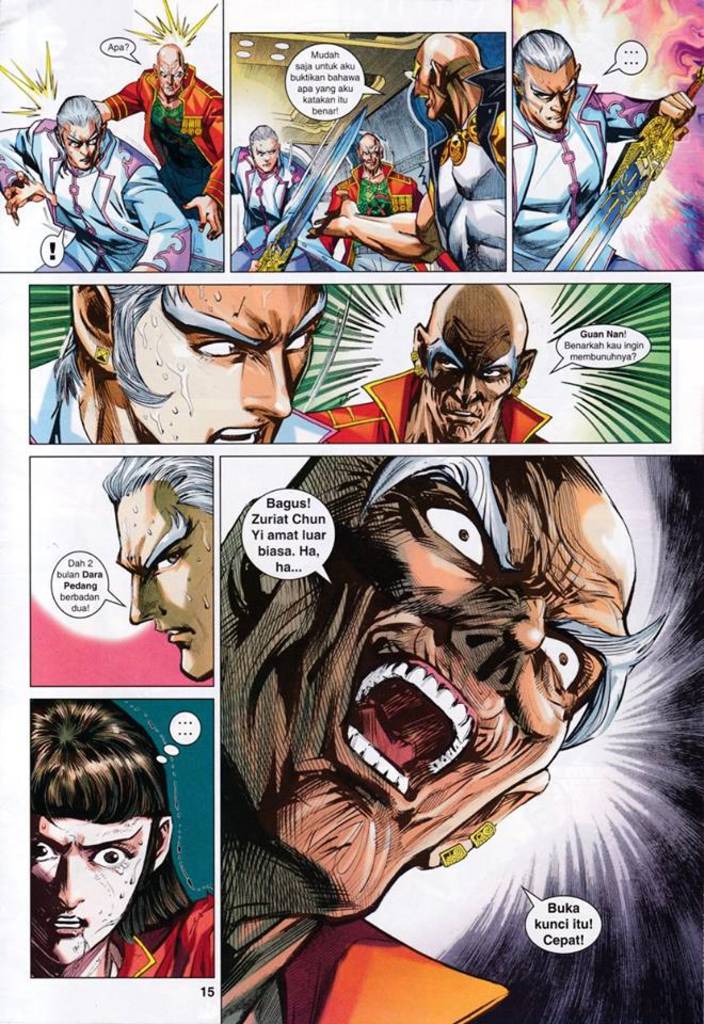 Apa?
!
Mudah
saja untuk aku
buktikan bahawa
apa yang aku
katakan itu
benar!
...
...
Guan Nan!
Benarkah kau ingin
membunuhnya?
Dah 2
bulan Dara
Pedang
berbadan
dua!
Bagus!
Zuriat Chun
Yi amat luar
biasa. Ha,
ha...
...
...
Buka
kunci itu!
Cepat!
15